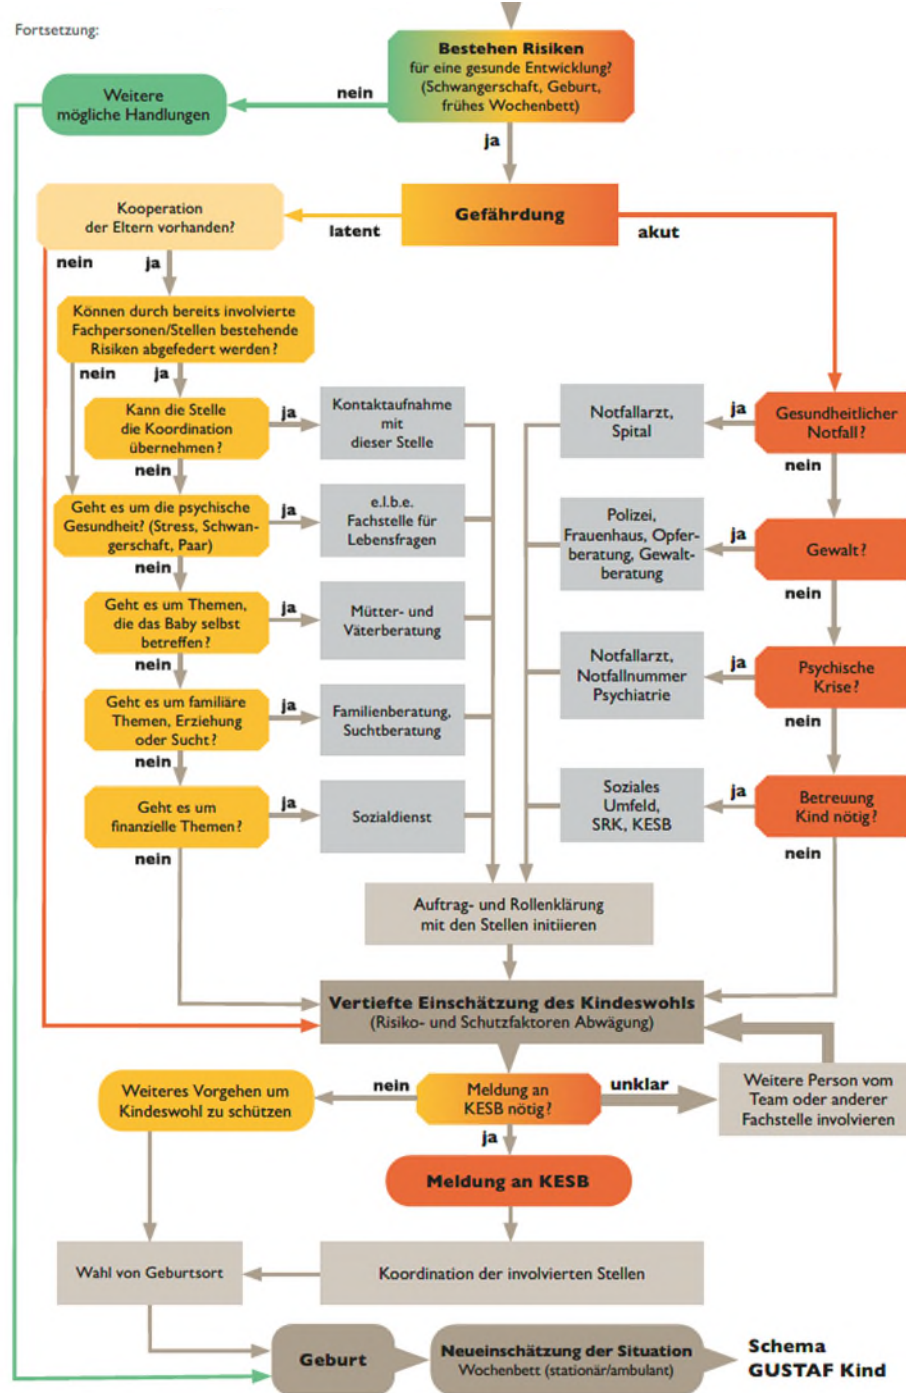 Fortsetzung:
Bestehen Risiken
für eine gesunde Entwicklung?
(Schwangerschaft, Geburt,
frühes Wochenbett)
nein
Weitere
mögliche Handlungen
ja
Gefährdung
latent
akut
Kooperation
der Eltern vorhanden?
nein
ja
Können durch bereits involvierte
Fachpersonen/Stellen bestehende
Risiken abgefedert werden?
nein
ja
Kann die Stelle
die Koordination
übernehmen?
ja
Kontaktaufnahme
mit
dieser Stelle
nein
Geht es um die psychische
Gesundheit? (Stress, Schwan-
gerschaft, Paar)
ja
e.l.b.e.
Fachstelle für
Lebensfragen
nein
Geht es um Themen,
die das Baby selbst
betreffen?
ja
Mütter- und
Väterberatung
nein
Geht es um familiäre
Themen, Erziehung
oder Sucht?
ja
Familienberatung,
Suchtberatung
nein
Geht es um
finanzielle Themen?
ja
Sozialdienst
nein
Gesundheitlicher
Notfall?
ja
Notfallarzt,
Spital
nein
Gewalt?
ja
Polizei,
Frauenhaus, Opfer-
beratung, Gewalt-
beratung
nein
Psychische
Krise?
ja
Notfallarzt,
Notfallnummer
Psychiatrie
nein
Betreuung
Kind nötig?
ja
Soziales
Umfeld,
SRK, KESB
nein
Auftrag- und Rollenklärung
mit den Stellen initiieren
Vertiefte Einschätzung des Kindeswohls
(Risiko- und Schutzfaktoren Abwägung)
Meldung an
KESB nötig?
nein
Weiteres Vorgehen um
Kindeswohl zu schützen
unklar
Weitere Person vom
Team oder anderer
Fachstelle involvieren
ja
Meldung an KESB
Koordination der involvierten Stellen
Wahl von Geburtsort
Geburt
Neueinschätzung der Situation
Wochenbett (stationär/ambulant)
Schema
GUSTAF Kind